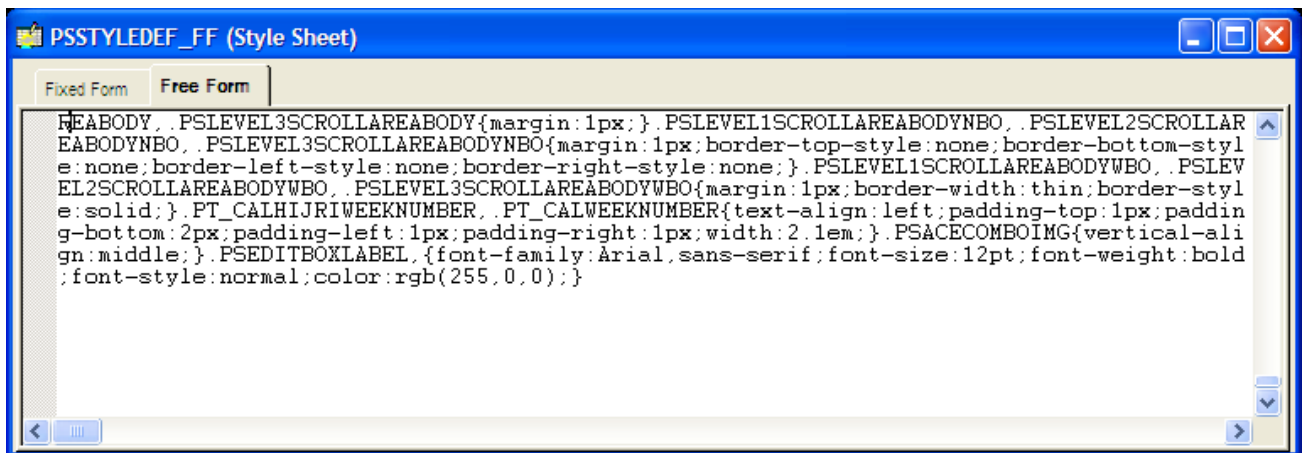 PSSTYLEDEF_FF (Style Sheet)
Fixed Form Free Form
REABODY,.PSLEVEL3SCROLLAREABODY{margin:1px;}.PSLEVEL1SCROLLAREABODYNBO,.PSLEVEL2SCROLLAR
EABODYNBO,.PSLEVEL3SCROLLAREABODYNBO{margin:1px;border-top-style:none;border-bottom-styl
e:none;border-left-style:none;border-right-style:none;}.PSLEVEL1SCROLLAREABODYWBO,.PSLEV
EL2SCROLLAREABODYWBO,.PSLEVEL3SCROLLAREABODYWBO{margin:1px;border-width:thin;border-styl
e:solid;}.PT_CALHIJRIWEEKNUMBER,.PT_CALWEEKNUMBER{text-align:left;padding-top:1px;paddin
g-bottom:2px;padding-left:1px;padding-right:1px;width:2.1em;}.PSACECOMBOIMG{vertical-ali
gn:middle;}.PSEDITBOXLABEL,{font-family:Arial,sans-serif;font-size:12pt;font-weight:bold
;font-style:normal;color:rgb(255,0,0);}